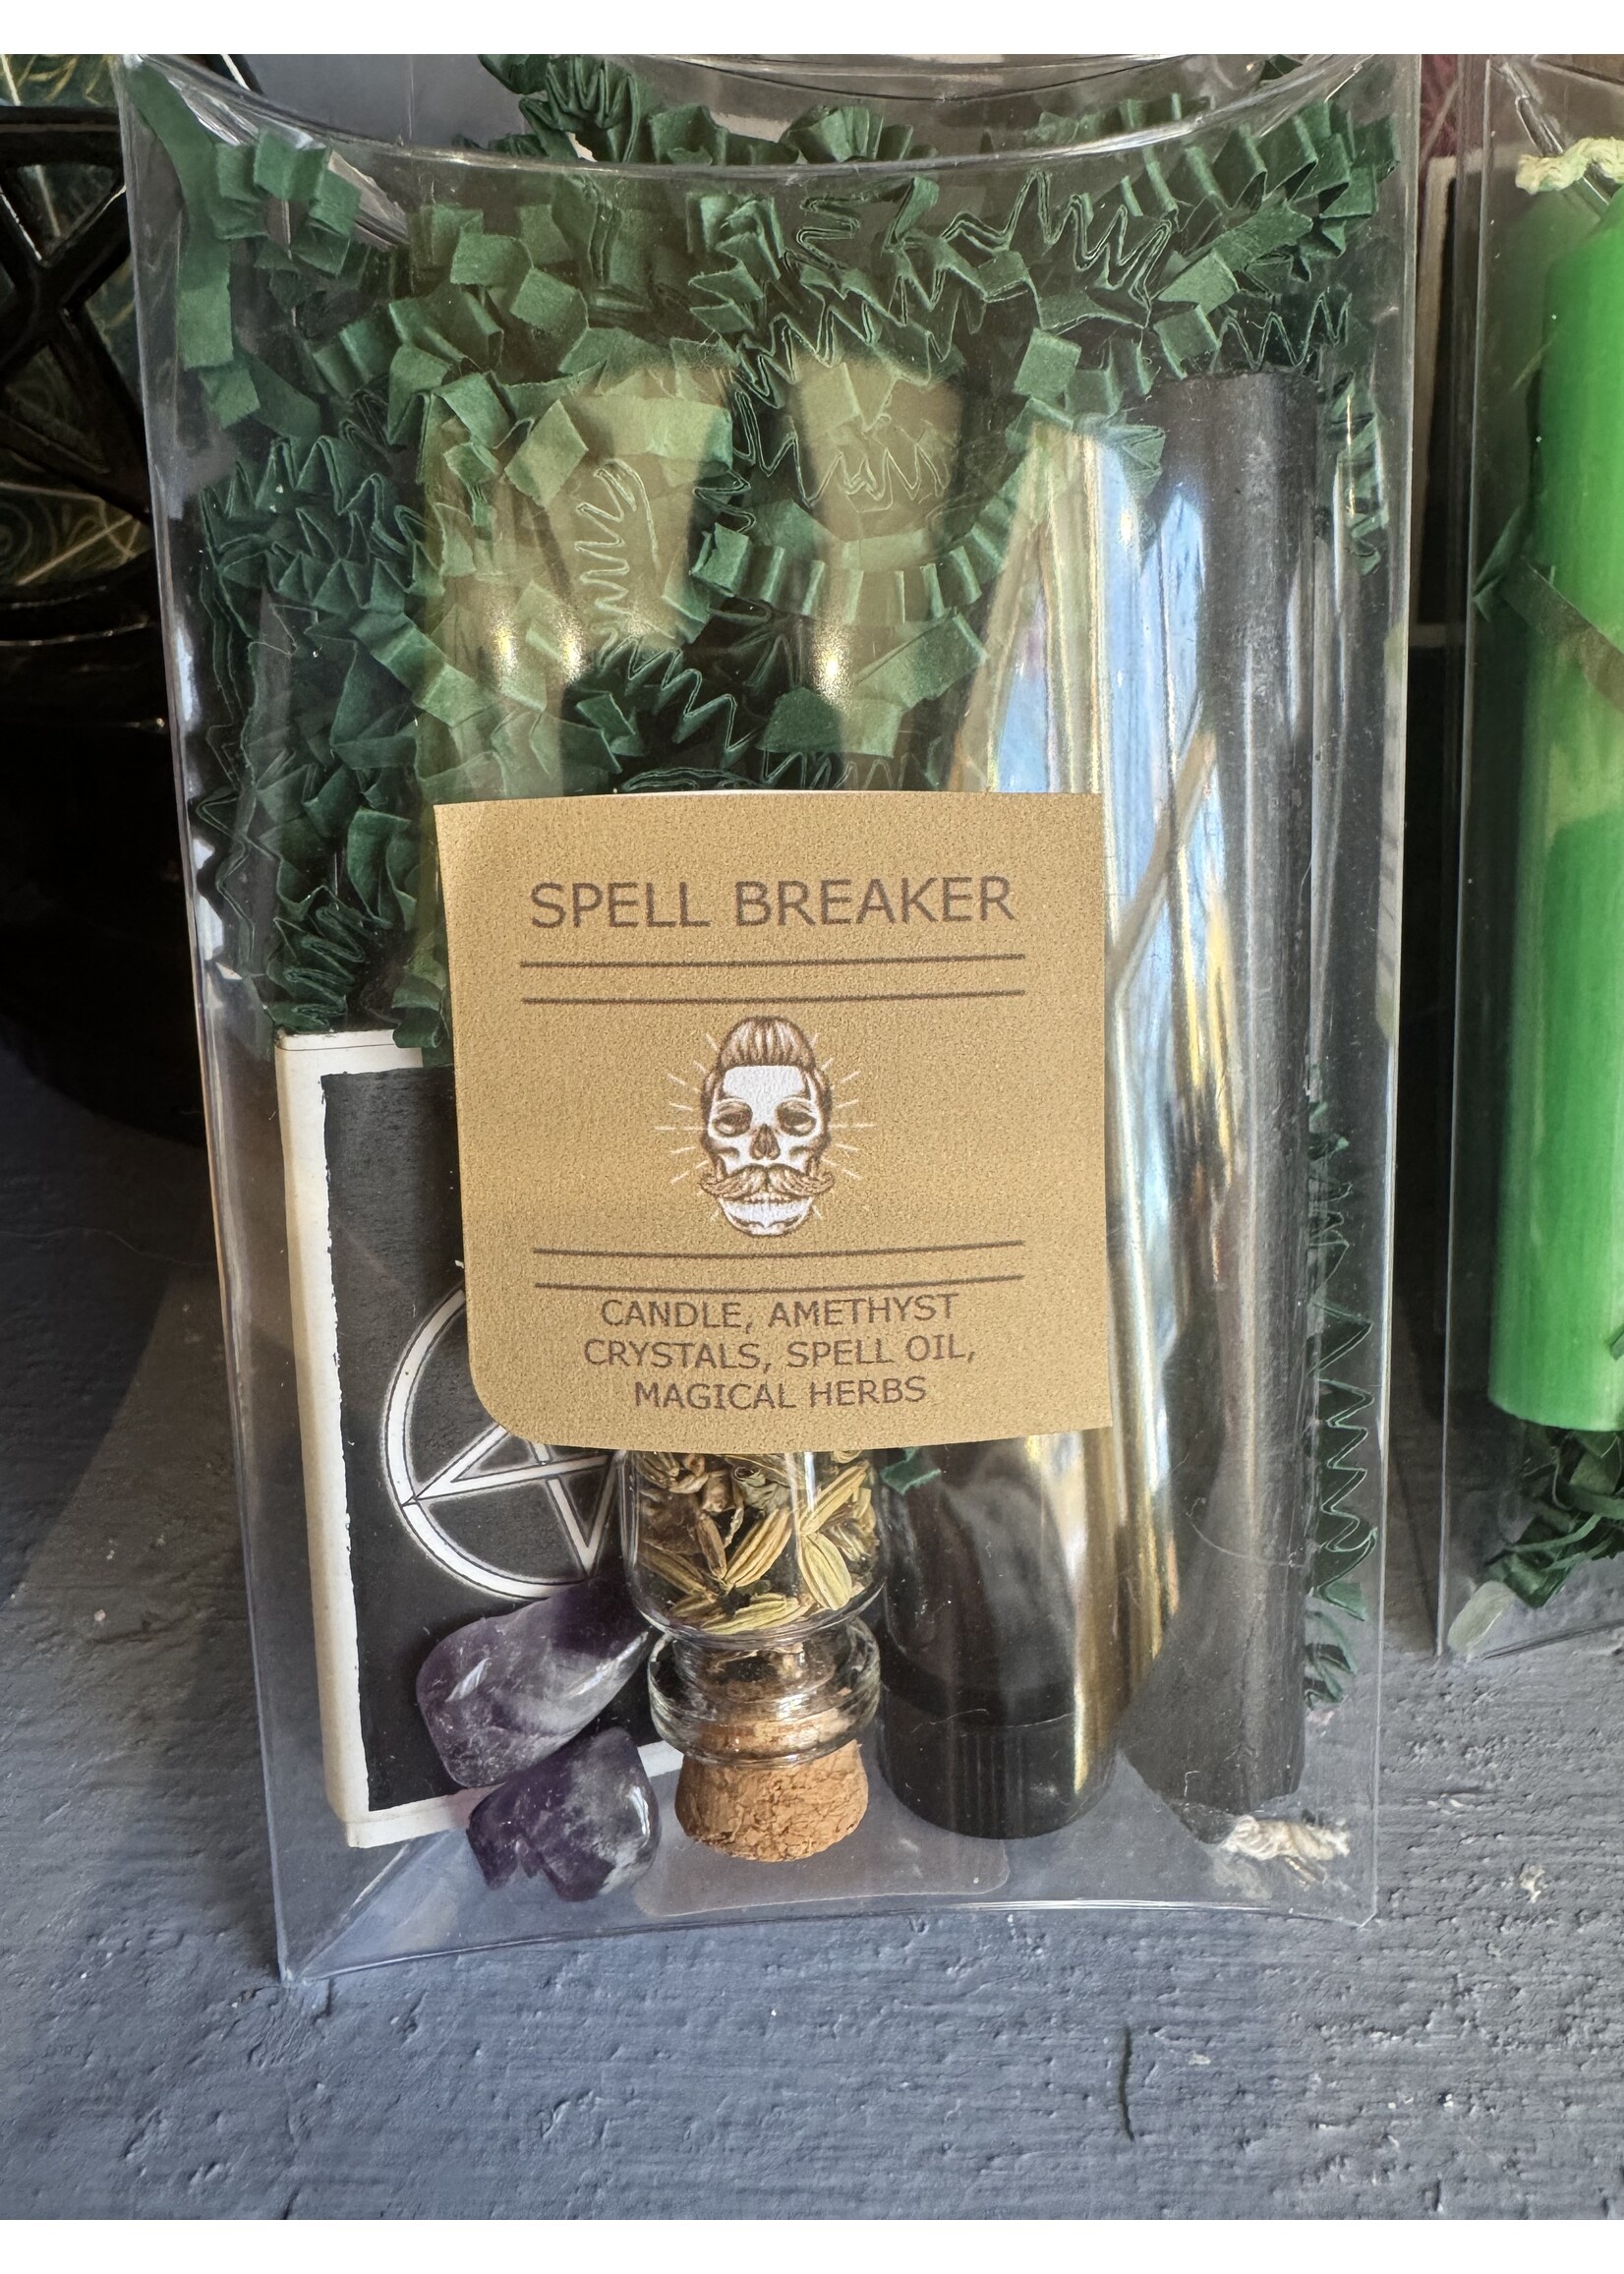 SPELL BREAKER
CANDLE, AMETHYST
CRYSTALS, SPELL OIL,
MAGICAL HERBS